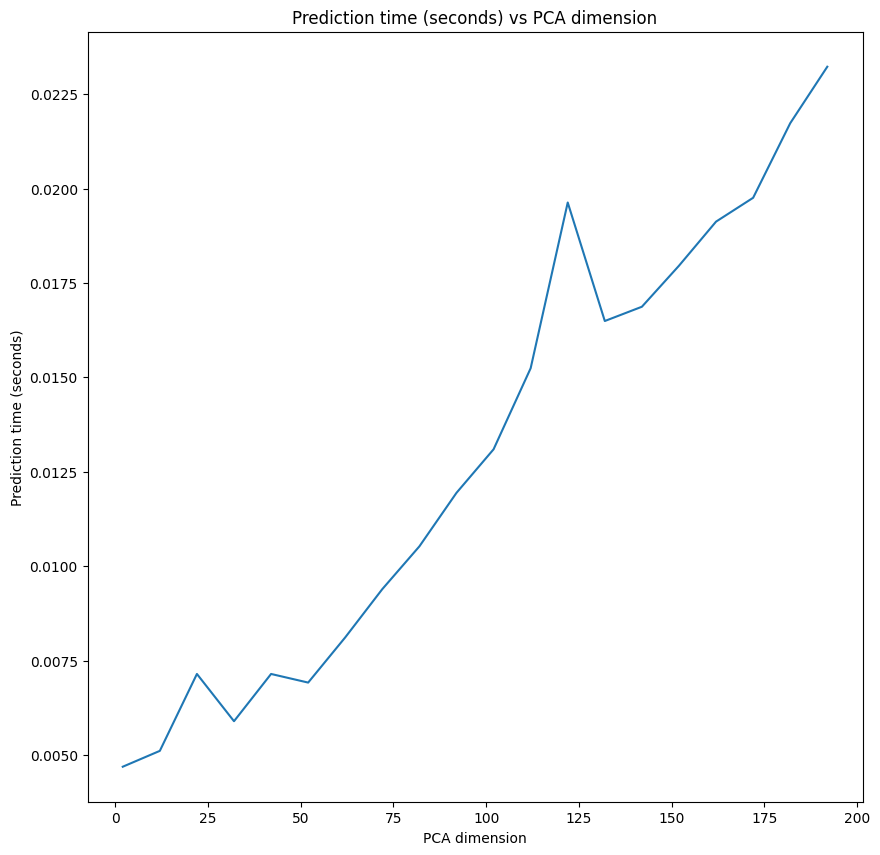 Prediction time (seconds) vs PCA dimension
Prediction time (seconds)
0.0225
0.0200
0.0175
0.0150
0.0125
0.0100
0.0075
0.0050
0 25 50 75 100 125 150 175 200
PCA dimension